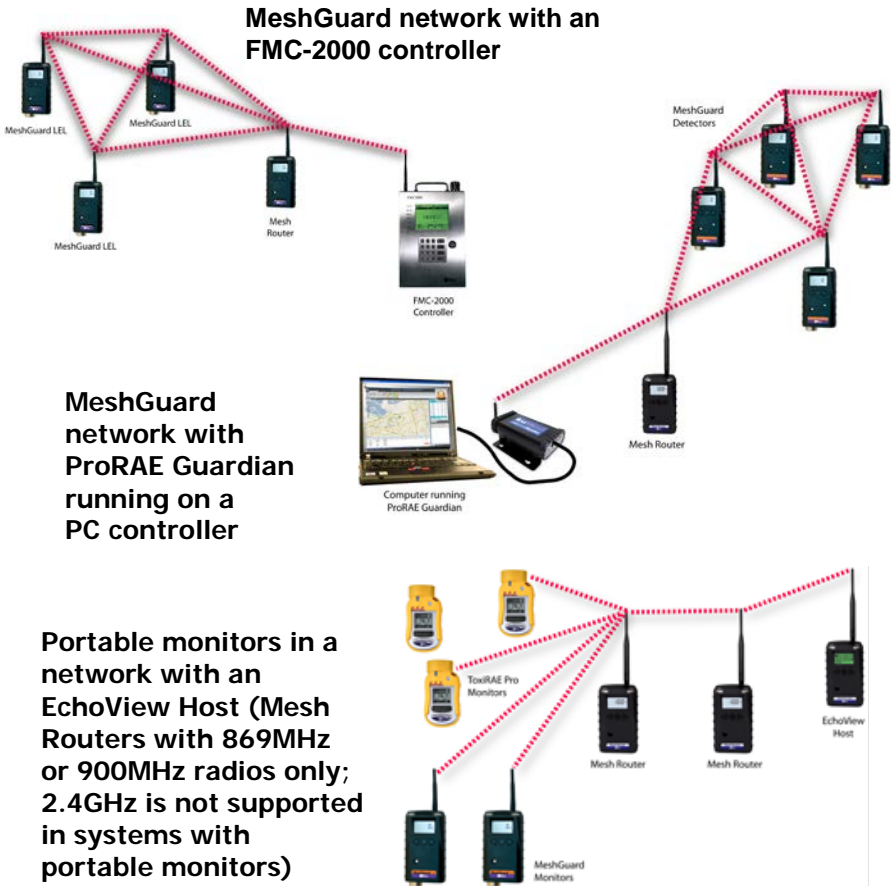 MeshGuard network with an
FMC-2000 controller
MeshGuard LEL
MeshGuard LEL
MeshGuard LEL
Mesh
Router
FMC-2000
Controller
MeshGuard
Detectors
Mesh Router
MeshGuard
network with
ProRAE Guardian
running on a
PC controller
Computer running
ProRAE Guardian
Portable monitors in a
network with an
EchoView Host (Mesh
Routers with 869MHz
or 900MHz radios only;
2.4GHz is not supported
in systems with
portable monitors)
ToxiRAE Pro
Monitors
Mesh Router
Mesh Router
EchoView
Host
MeshGuard
Monitors